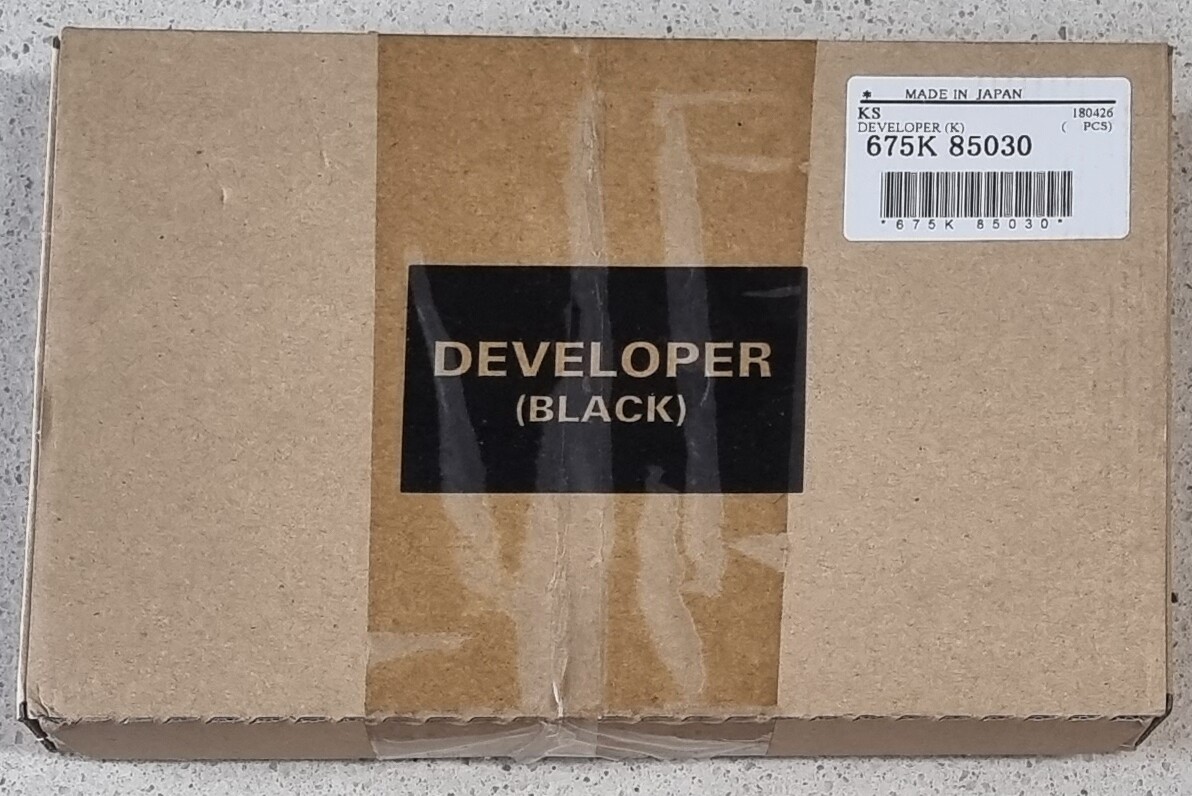 * MADE IN JAPAN
KS 180426
DEVELOPER (K) ( PCS)
675K 85030
*675K 85030*
DEVELOPER
(BLACK)